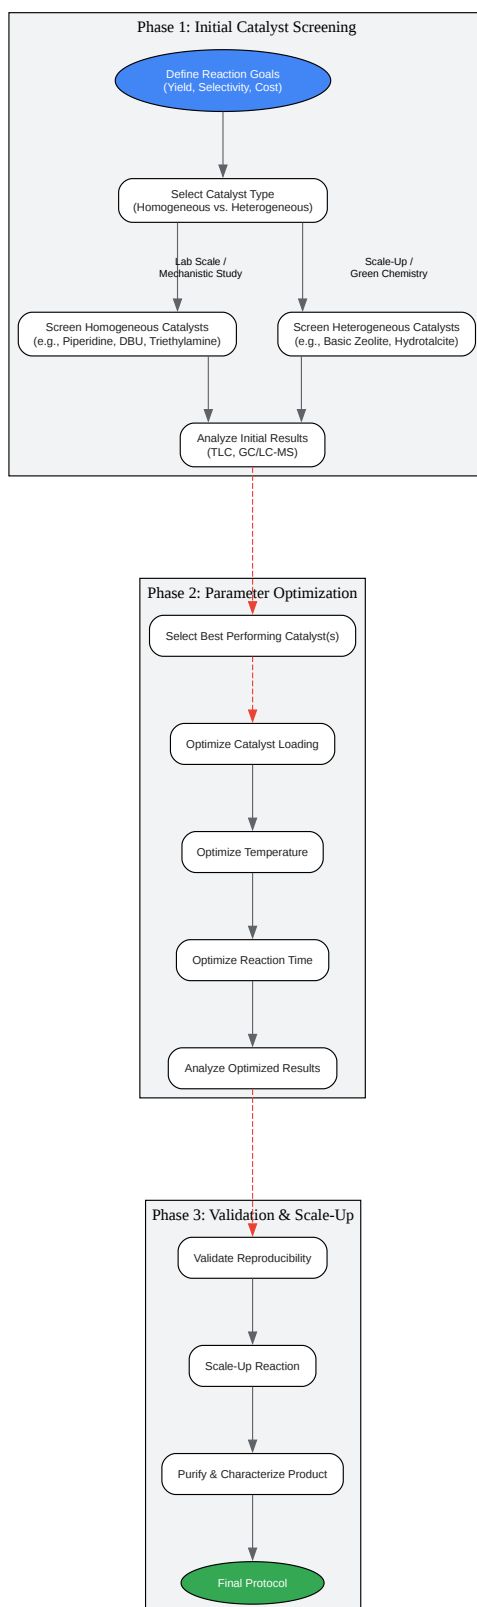 Phase 1: Initial Catalyst Screening
Define Reaction Goals
(Yield, Selectivity, Cost)
Select Catalyst Type
(Homogeneous vs. Heterogeneous)
Lab Scale /
Mechanistic Study
Scale-Up /
Green Chemistry
Screen Homogeneous Catalysts
(e.g., Piperidine, DBU, Triethylamine)
Screen Heterogeneous Catalysts
(e.g., Basic Zeolite, Hydrotalcite)
Analyze Initial Results
(TLC, GC/LC-MS)
Phase 2: Parameter Optimization
Select Best Performing Catalyst(s)
Optimize Catalyst Loading
Optimize Temperature
Optimize Reaction Time
Analyze Optimized Results
Phase 3: Validation & Scale-Up
Validate Reproducibility
Scale-Up Reaction
Purify & Characterize Product
Final Protocol